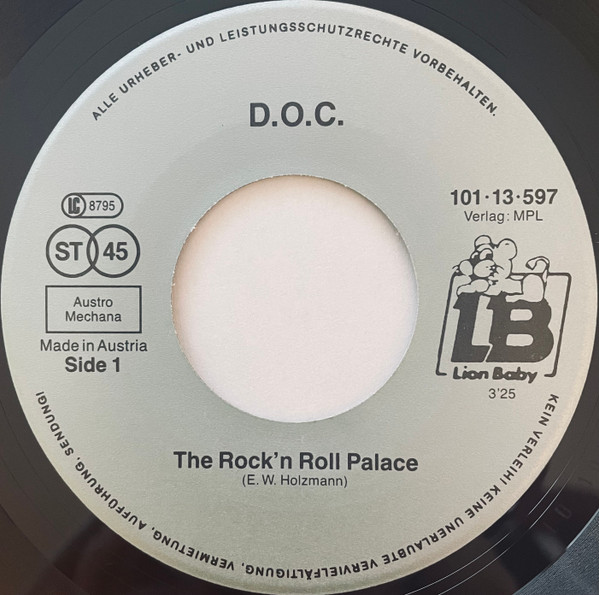 ALLE URHEBER- UND LEISTUNGSSCHUTZRECHTE VORBEHALTEN.
D.O.C.
LC 8795
ST 45
Austro
Mechana
Made in Austria
Side 1
101·13·597
Verlag: MPL
LB
Lion Baby
3'25
The Rock'n Roll Palace
(E. W. Holzmann)
KEIN VERLEIH! KEINE UNERLAUBTE VERVIELFÄLTIGUNG, VERMIETUNG, AUFFÜHRUNG, SENDUNG!